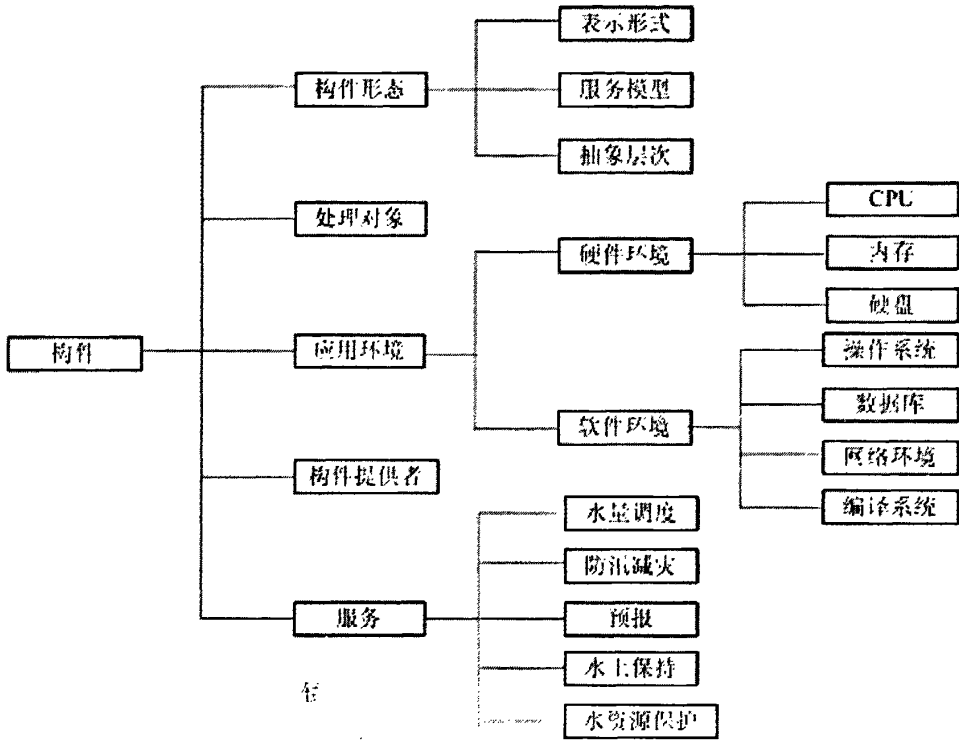 表示形式
构件形态
服务模型
抽象层次
CPU
处理对象
硬件环境
内存
硬盘
构件
应用环境
操作系统
数据库
软件环境
网络环境
构件提供者
编译系统
水量调度
防汛减灾
服务
预报
水土保持
水资源保护